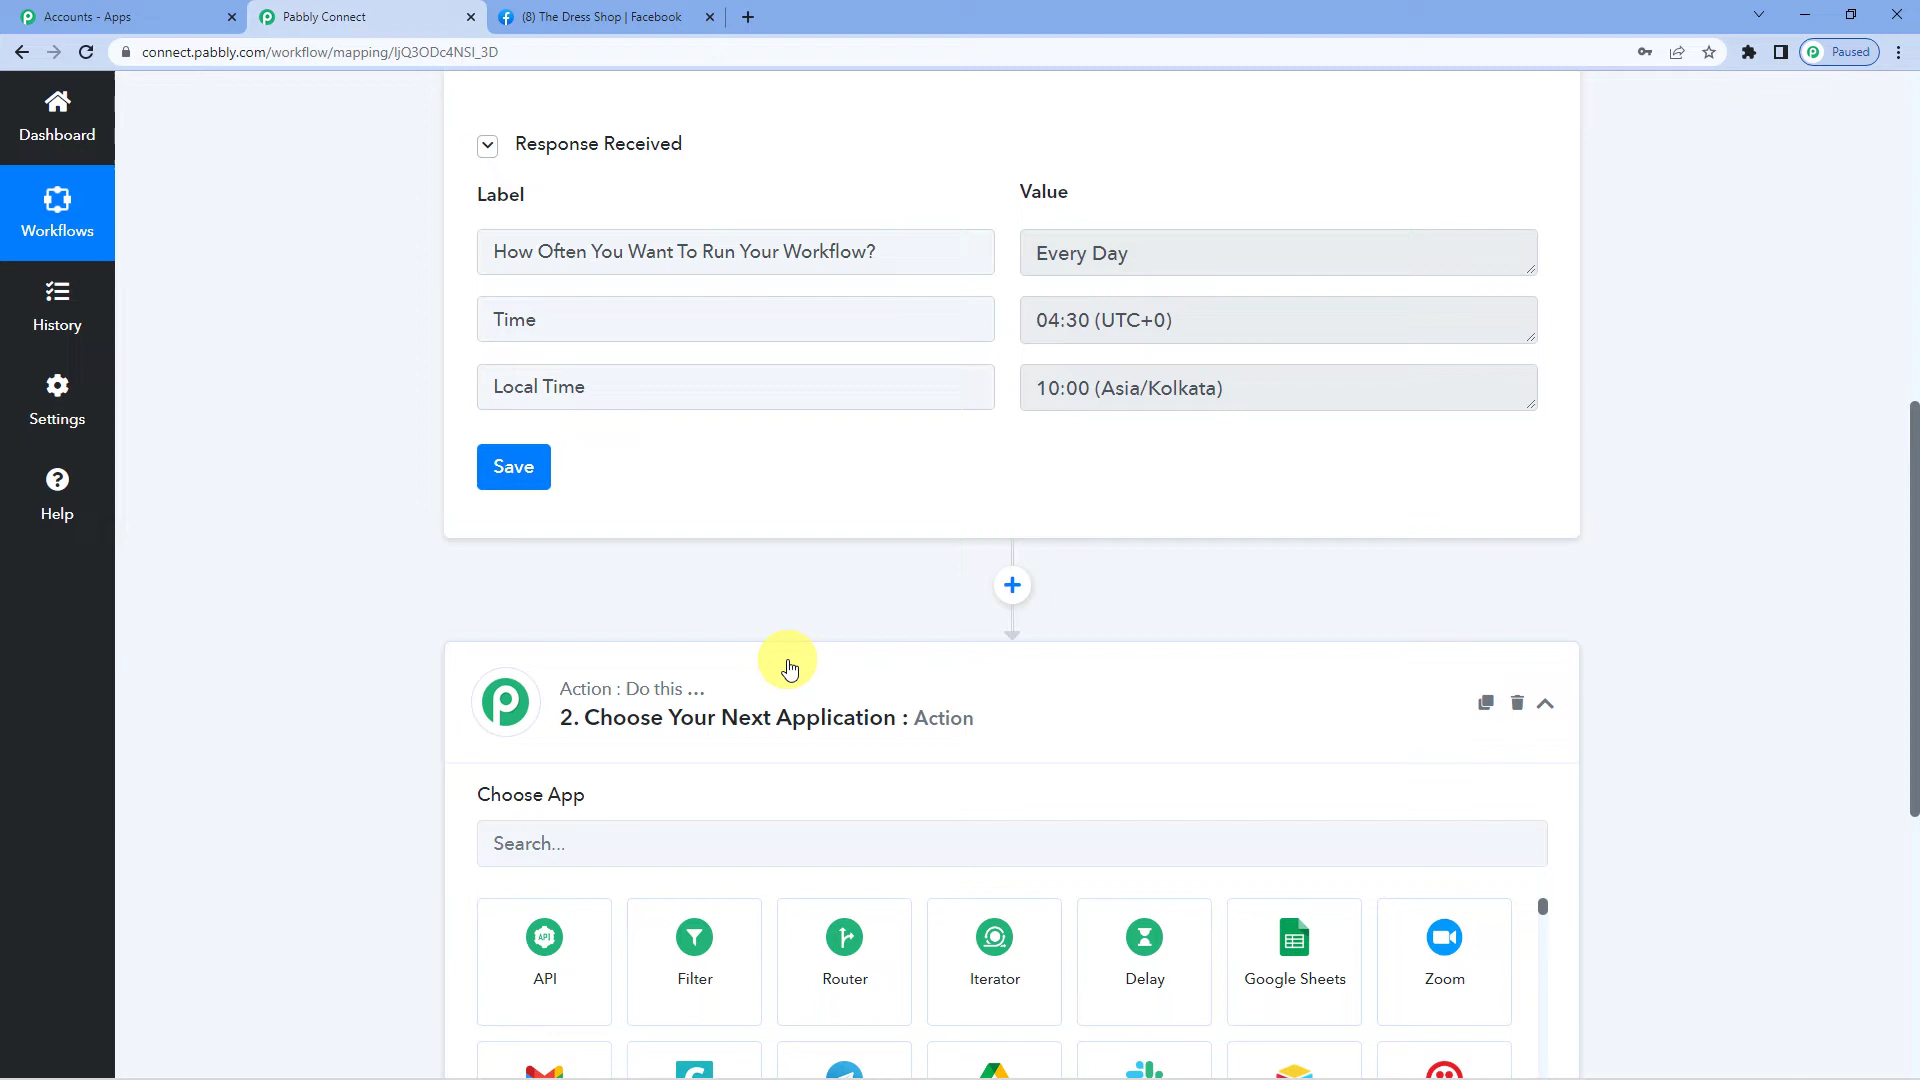 Accounts - Apps
Pabbly Connect
(8) The Dress Shop | Facebook
connect.pabbly.com/workflow/mapping/IjQ3ODc4NSI_3D
Paused
Dashboard
Workflows
History
Settings
Help
Response Received
Label
Value
How Often You Want To Run Your Workflow?
Every Day
Time
04:30 (UTC+0)
Local Time
10:00 (Asia/Kolkata)
Save
Action : Do this ...
2. Choose Your Next Application : Action
Choose App
Search...
API
Filter
Router
Iterator
Delay
Google Sheets
Zoom